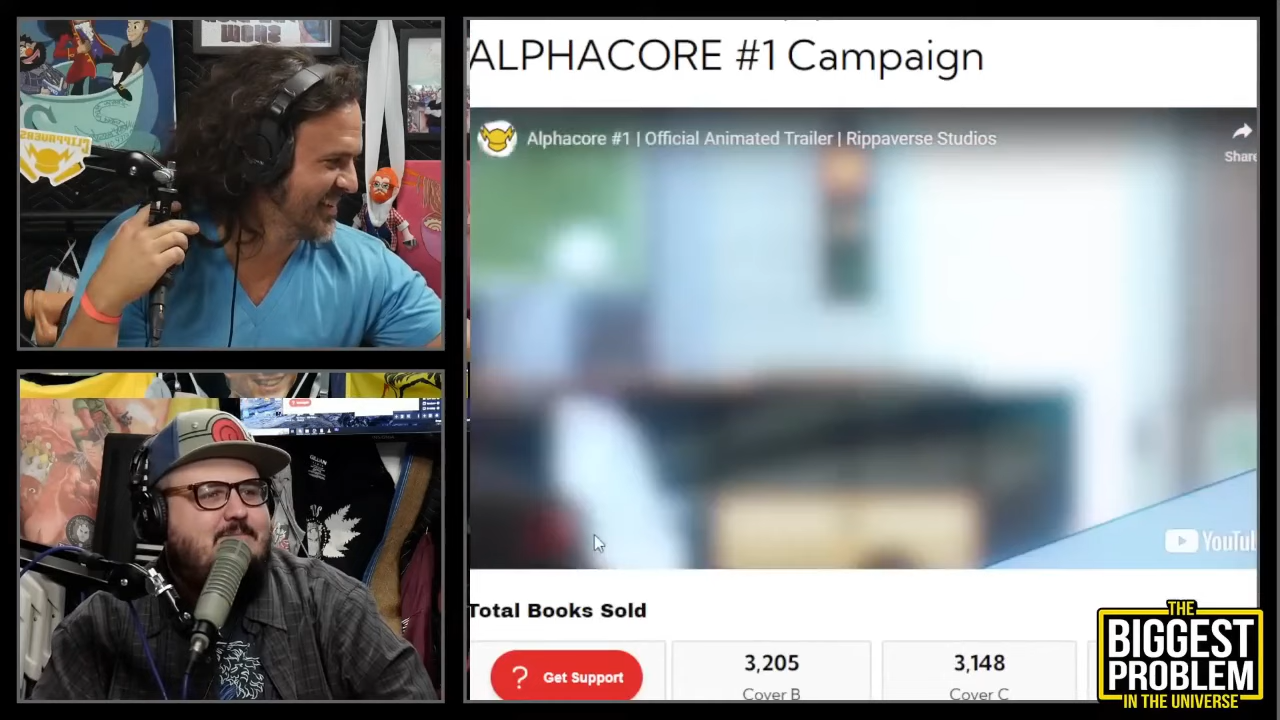 ALPHACORE #1 Campaign
Alphacore #1 | Official Animated Trailer | Rippaverse Studios
Share
YouTu
Total Books Sold
? Get Support
3,205
Cover B
3,148
Cover C
THE
BIGGEST
PROBLEM
IN THE UNIVERSE